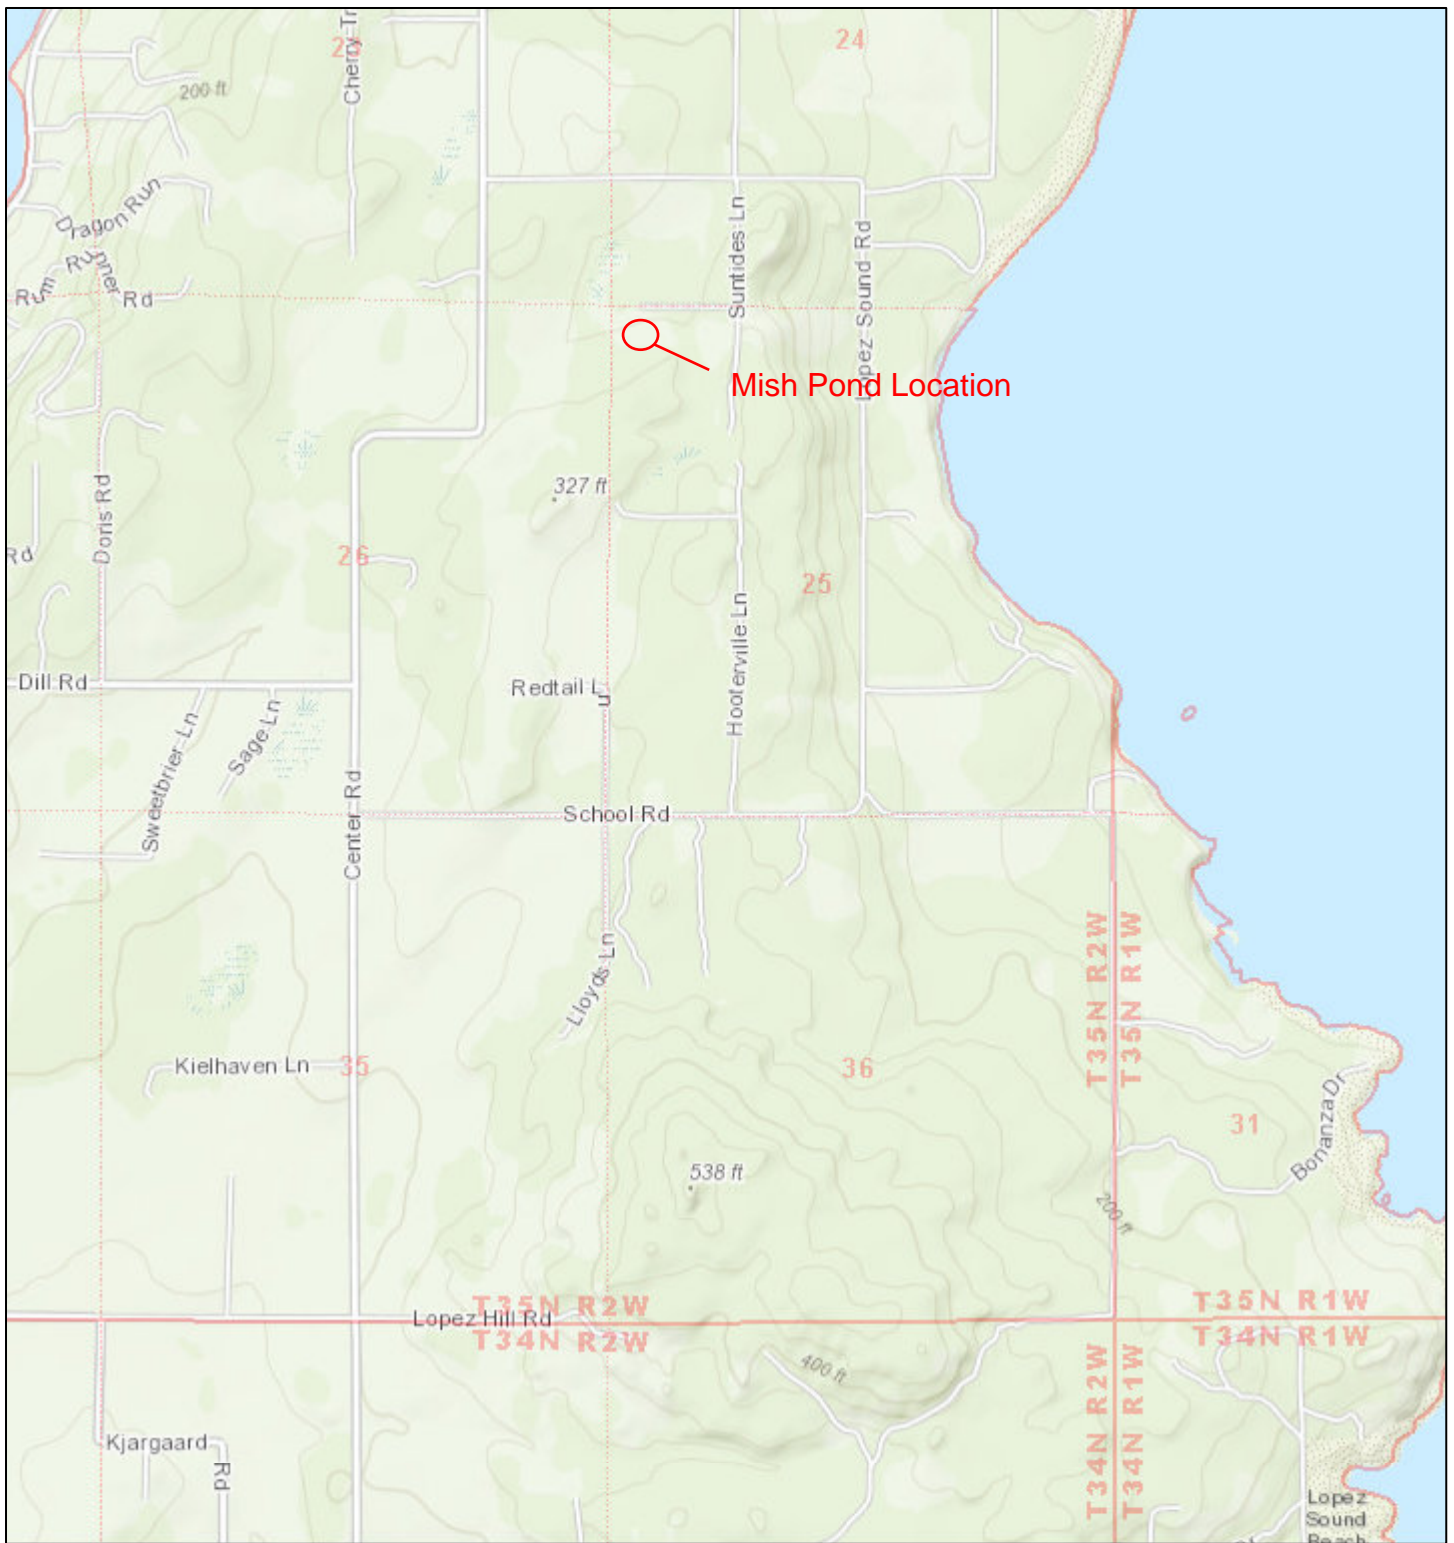 Cherry Tr
24
200 ft
Dragon Run
Rum Runner Rd
Suntides Ln
Lopez Sound Rd
Mish Pond Location
327 ft
Doris Rd
Rd
26
25
Hooterville Ln
Dill Rd
Redtail Ln
Sweetbrier Ln
Sage Ln
Center Rd
School Rd
Lloyds Ln
T35N R2W
T35N R1W
Kielhaven Ln
35
36
31
Bonanza Dr
538 ft
200 ft
T35N R2W
T35N R1W
Lopez Hill Rd
T34N R2W
T34N R1W
400 ft
T34N R2W
T34N R1W
Kjargaard Rd
Lopez
Sound
Beach